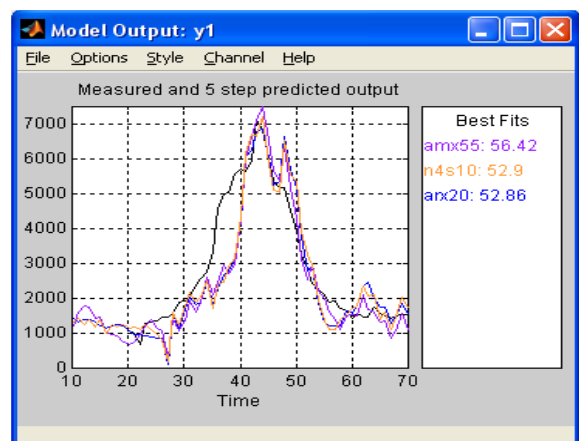 Model Output: y1
File Options Style Channel Help
Measured and 5 step predicted output
Best Fits
amx55: 56.42
n4s10: 52.9
arx20: 52.86
7000
6000
5000
4000
3000
2000
1000
0
10 20 30 40 50 60 70
Time